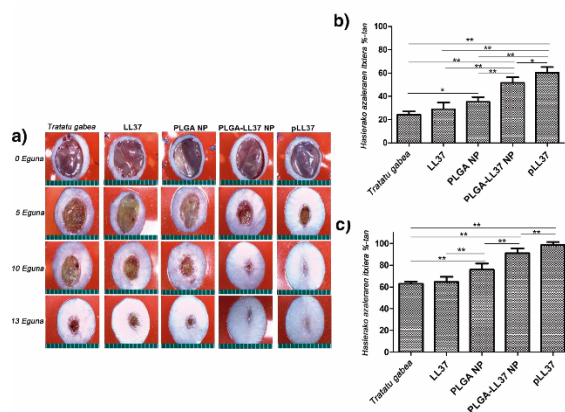 a)
Tratatu gabea LL37 PLGA NP PLGA-LL37 NP pLL37
0 Eguna
5 Eguna
10 Eguna
13 Eguna
b)
Hasierako azaleraren itxiera %-tan
100
80
60
40
20
0
**
**
**
**
**
**
*
*
Tratatu gabea
LL37
PLGA NP
PLGA-LL37 NP
pLL37
c)
Hasierako azaleraren itxiera %-tan
100
80
60
40
20
0
**
**
**
**
**
**
Tratatu gabea
LL37
PLGA NP
PLGA-LL37 NP
pLL37